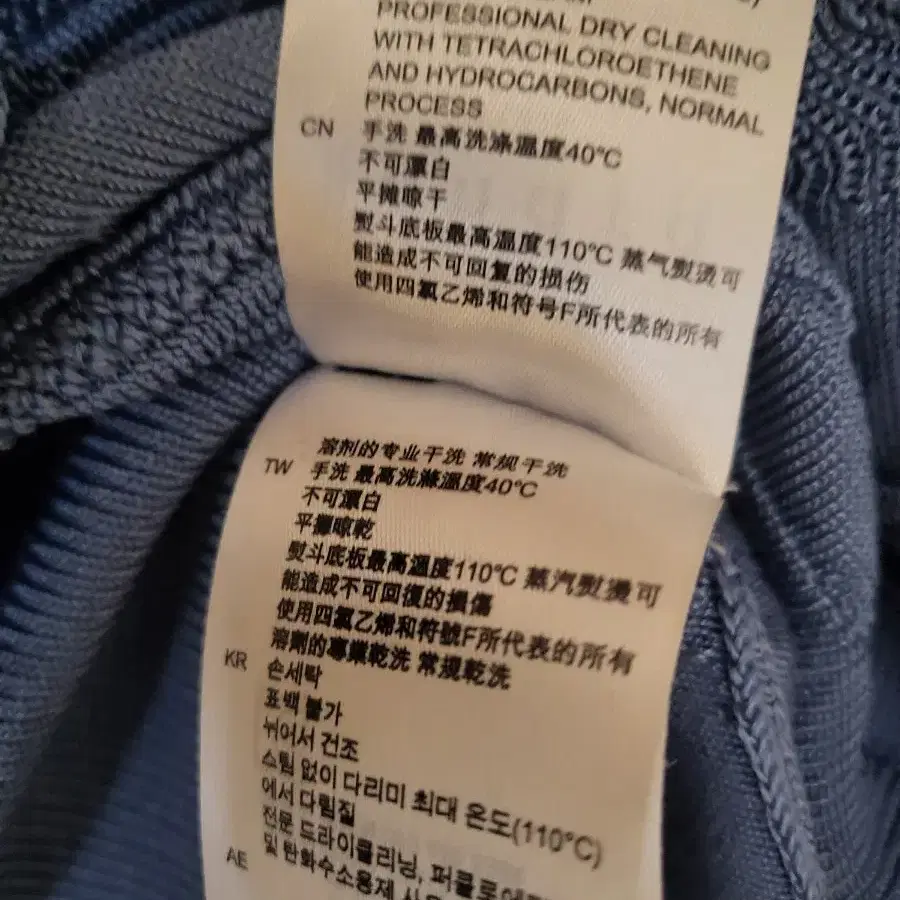 PROFESSIONAL DRY CLEANING
WITH TETRACHLOROETHENE
AND HYDROCARBONS, NORMAL
PROCESS
CN 手洗 最高洗涤温度40℃
不可漂白
平摊晾干
熨斗底板最高温度110℃ 蒸气熨烫可
能造成不可回复的损伤
使用四氯乙烯和符号F所代表的所有
溶剂的专业干洗 常规干洗
TW 手洗 最高洗滌溫度40℃
不可漂白
平攤晾乾
熨斗底板最高溫度110℃ 蒸汽熨燙可
能造成不可回復的損傷
使用四氯乙烯和符號F所代表的所有
溶劑的專業乾洗 常規乾洗
KR 손세탁
표백 불가
뉘어서 건조
스팀 없이 다리미 최대 온도(110°C)
에서 다림질
전문 드라이클리닝, 퍼클로
및 탄화수소용제
AE